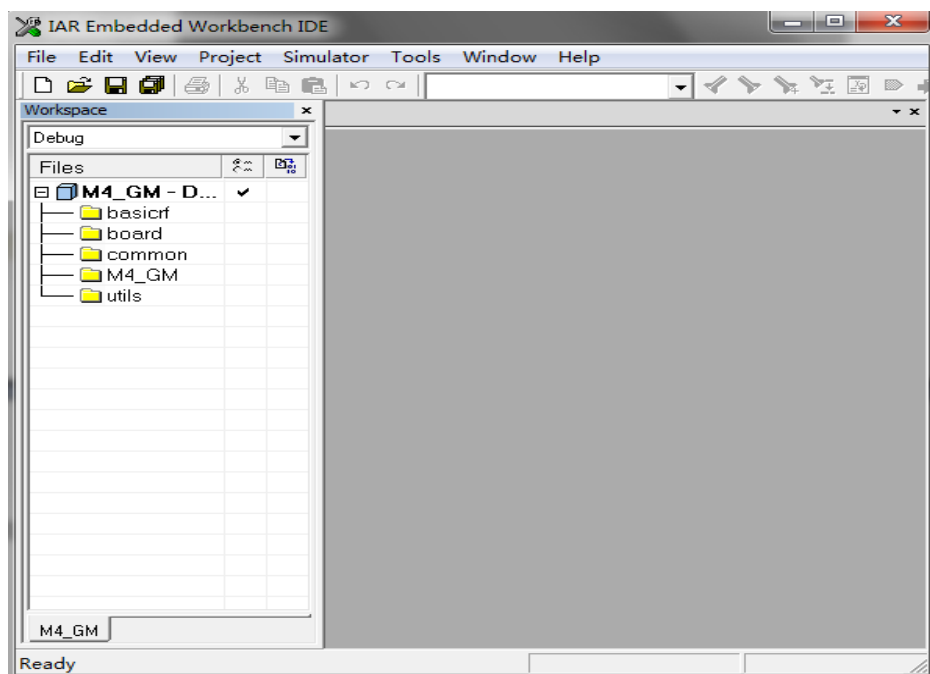 IAR Embedded Workbench IDE
File Edit View Project Simulator Tools Window Help
Workspace
Debug
Files
M4_GM - D...
basicrf
board
common
M4_GM
utils
M4_GM
Ready